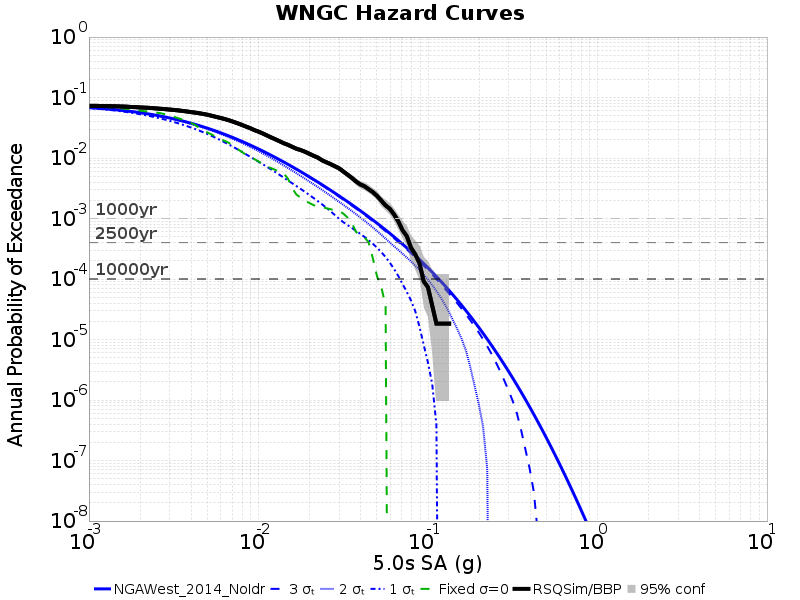 WNGC Hazard Curves
Annual Probability of Exceedance
10^0
10^-1
10^-2
10^-3
10^-4
10^-5
10^-6
10^-7
10^-8
1000yr
2500yr
10000yr
10^-3 10^-2 10^-1 10^0 10^1
5.0s SA (g)
NGAWest_2014_NoIdr 3 σₜ 2 σₜ 1 σₜ Fixed σ=0 RSQSim/BBP 95% conf